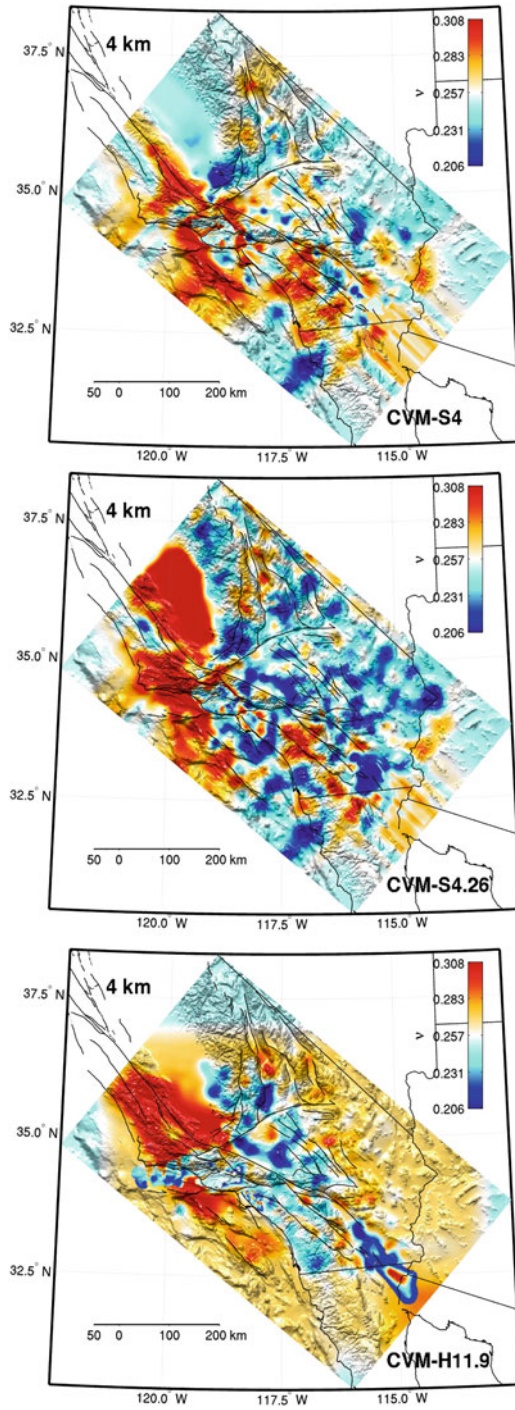 37.5° N
35.0° N
32.5° N
4 km
0.308
0.283
ν
0.257
0.231
0.206
50 0 100 200 km
CVM-S4
120.0° W 117.5° W 115.0° W
37.5° N
35.0° N
32.5° N
4 km
0.308
0.283
ν
0.257
0.231
0.206
50 0 100 200 km
CVM-S4.26
120.0° W 117.5° W 115.0° W
37.5° N
35.0° N
32.5° N
4 km
0.308
0.283
ν
0.257
0.231
0.206
50 0 100 200 km
CVM-H11.9
120.0° W 117.5° W 115.0° W